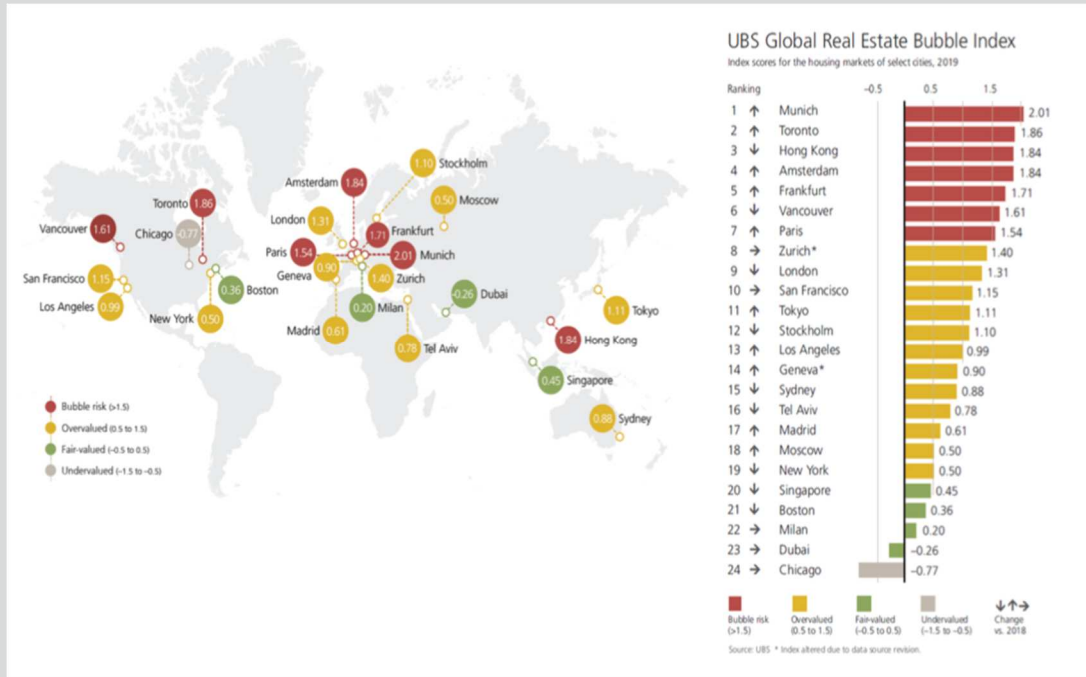 UBS Global Real Estate Bubble Index
Index scores for the housing markets of select cities, 2019
Ranking −0.5 0.5 1.5
1 ↑ Munich 2.01
2 ↑ Toronto 1.86
3 ↓ Hong Kong 1.84
4 ↑ Amsterdam 1.84
5 ↑ Frankfurt 1.71
6 ↓ Vancouver 1.61
7 ↑ Paris 1.54
8 → Zurich* 1.40
9 ↓ London 1.31
10 → San Francisco 1.15
11 ↑ Tokyo 1.11
12 ↓ Stockholm 1.10
13 ↑ Los Angeles 0.99
14 ↑ Geneva* 0.90
15 ↓ Sydney 0.88
16 ↓ Tel Aviv 0.78
17 ↑ Madrid 0.61
18 ↑ Moscow 0.50
19 ↓ New York 0.50
20 ↓ Singapore 0.45
21 ↓ Boston 0.36
22 → Milan 0.20
23 → Dubai −0.26
24 → Chicago −0.77
Bubble risk (>1.5)
Overvalued (0.5 to 1.5)
Fair-valued (−0.5 to 0.5)
Undervalued (−1.5 to −0.5)
↓↑→ Change vs. 2018
Source: UBS * Index altered due to data source revision.
1.10 Stockholm
Amsterdam 1.84
0.50 Moscow
Toronto 1.86
London 1.31
Vancouver 1.61
Chicago -0.77
1.71 Frankfurt
Paris 1.54
2.01 Munich
Geneva 0.90
San Francisco 1.15
1.40 Zurich
0.36 Boston
-0.26 Dubai
Los Angeles 0.99
0.20 Milan
1.11 Tokyo
New York 0.50
Madrid 0.61
1.84 Hong Kong
0.78 Tel Aviv
0.45 Singapore
0.88 Sydney
Bubble risk (>1.5)
Overvalued (0.5 to 1.5)
Fair-valued (−0.5 to 0.5)
Undervalued (−1.5 to −0.5)